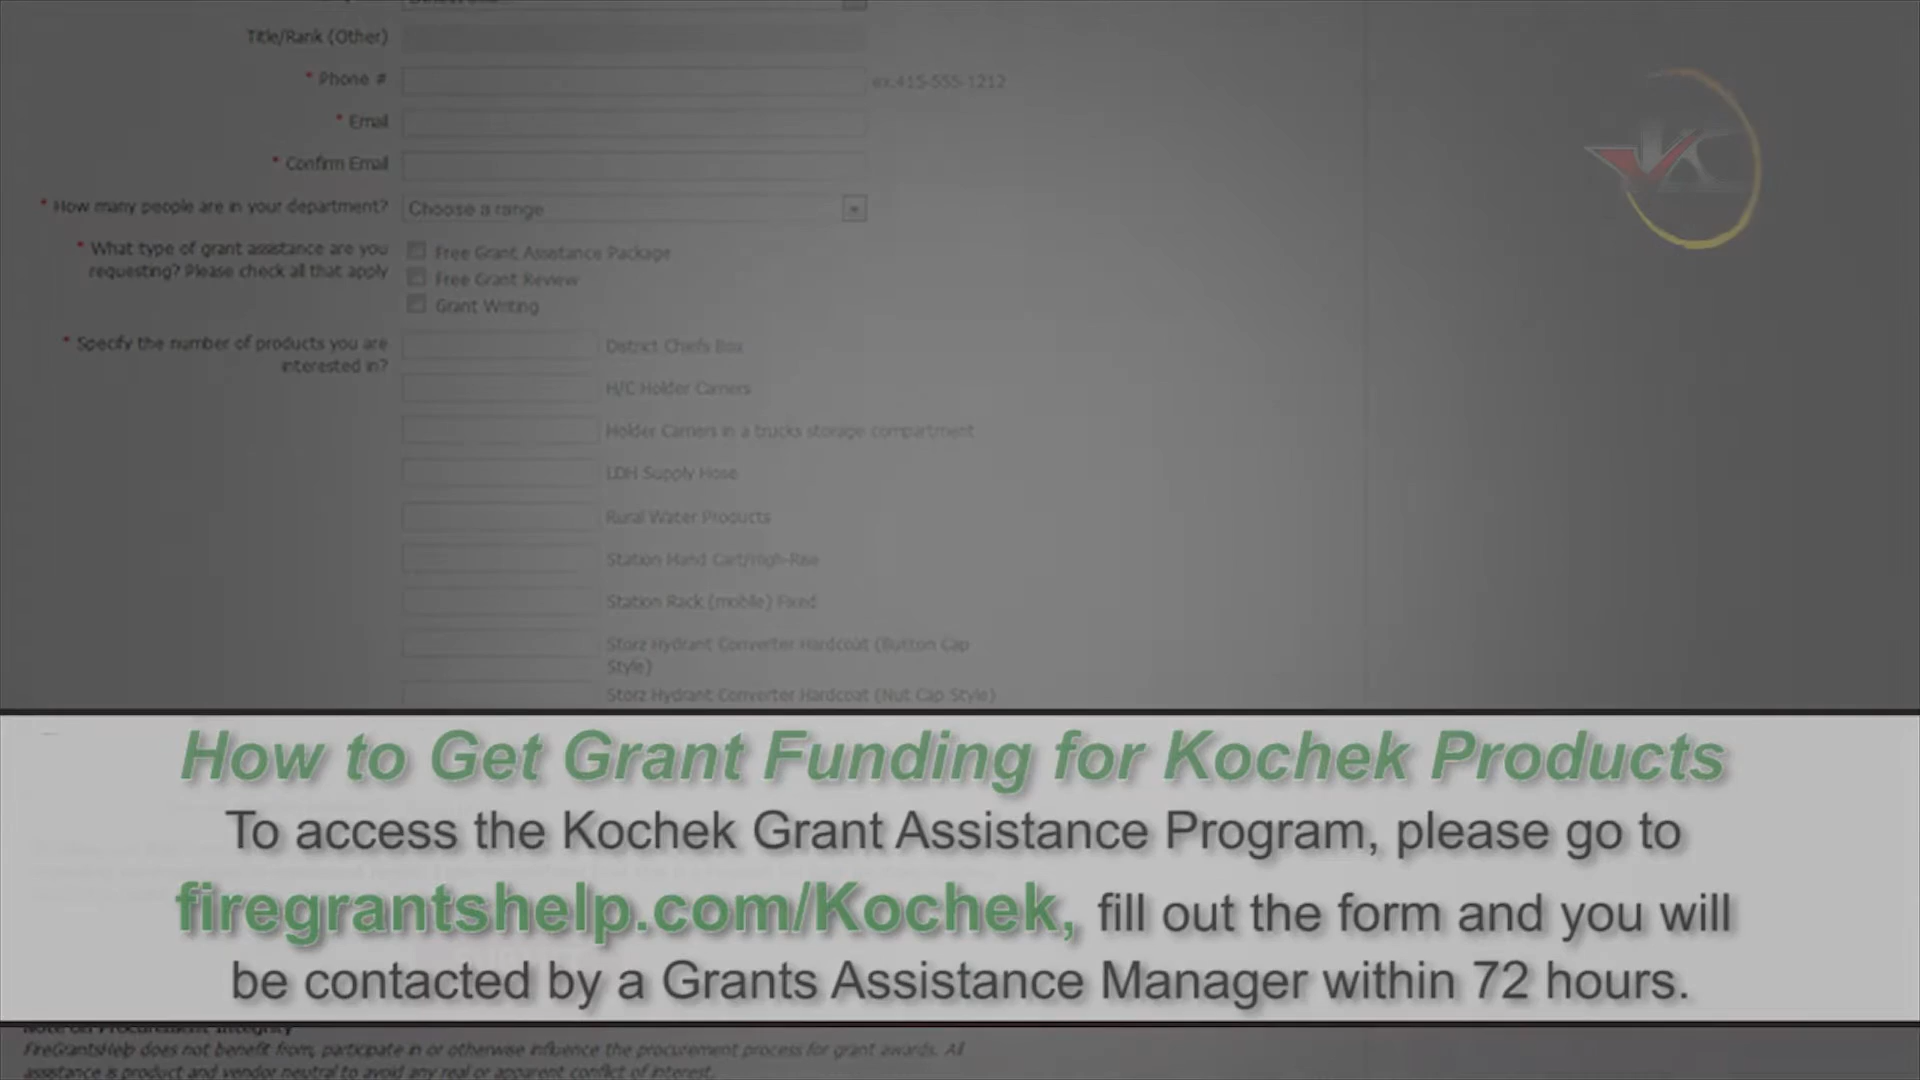 Title/Rank (Other)
* Phone #
ex:415-555-1212
* Email
* Confirm Email
* How many people are in your department?
Choose a range
* What type of grant assistance are you
requesting? Please check all that apply
Free Grant Assistance Package
Free Grant Review
Grant Writing
* Specify the number of products you are
interested in?
District Chiefs Box
H/C Holder Carriers
Holder Carriers in a trucks storage compartment
LDH Supply Hose
Rural Water Products
Station Hand Cart/High-Rise
Station Rack (mobile) Fixed
Storz Hydrant Converter Hardcoat (Button Cap
Style)
Storz Hydrant Converter Hardcoat (Nut Cap Style)
KC
How to Get Grant Funding for Kochek Products
To access the Kochek Grant Assistance Program, please go to
firegrantshelp.com/Kochek, fill out the form and you will
be contacted by a Grants Assistance Manager within 72 hours.
Note on Procurement Integrity
FireGrantsHelp does not benefit from, participate in or otherwise influence the procurement process for grant awards. All
assistance is product and vendor neutral to avoid any real or apparent conflict of interest.